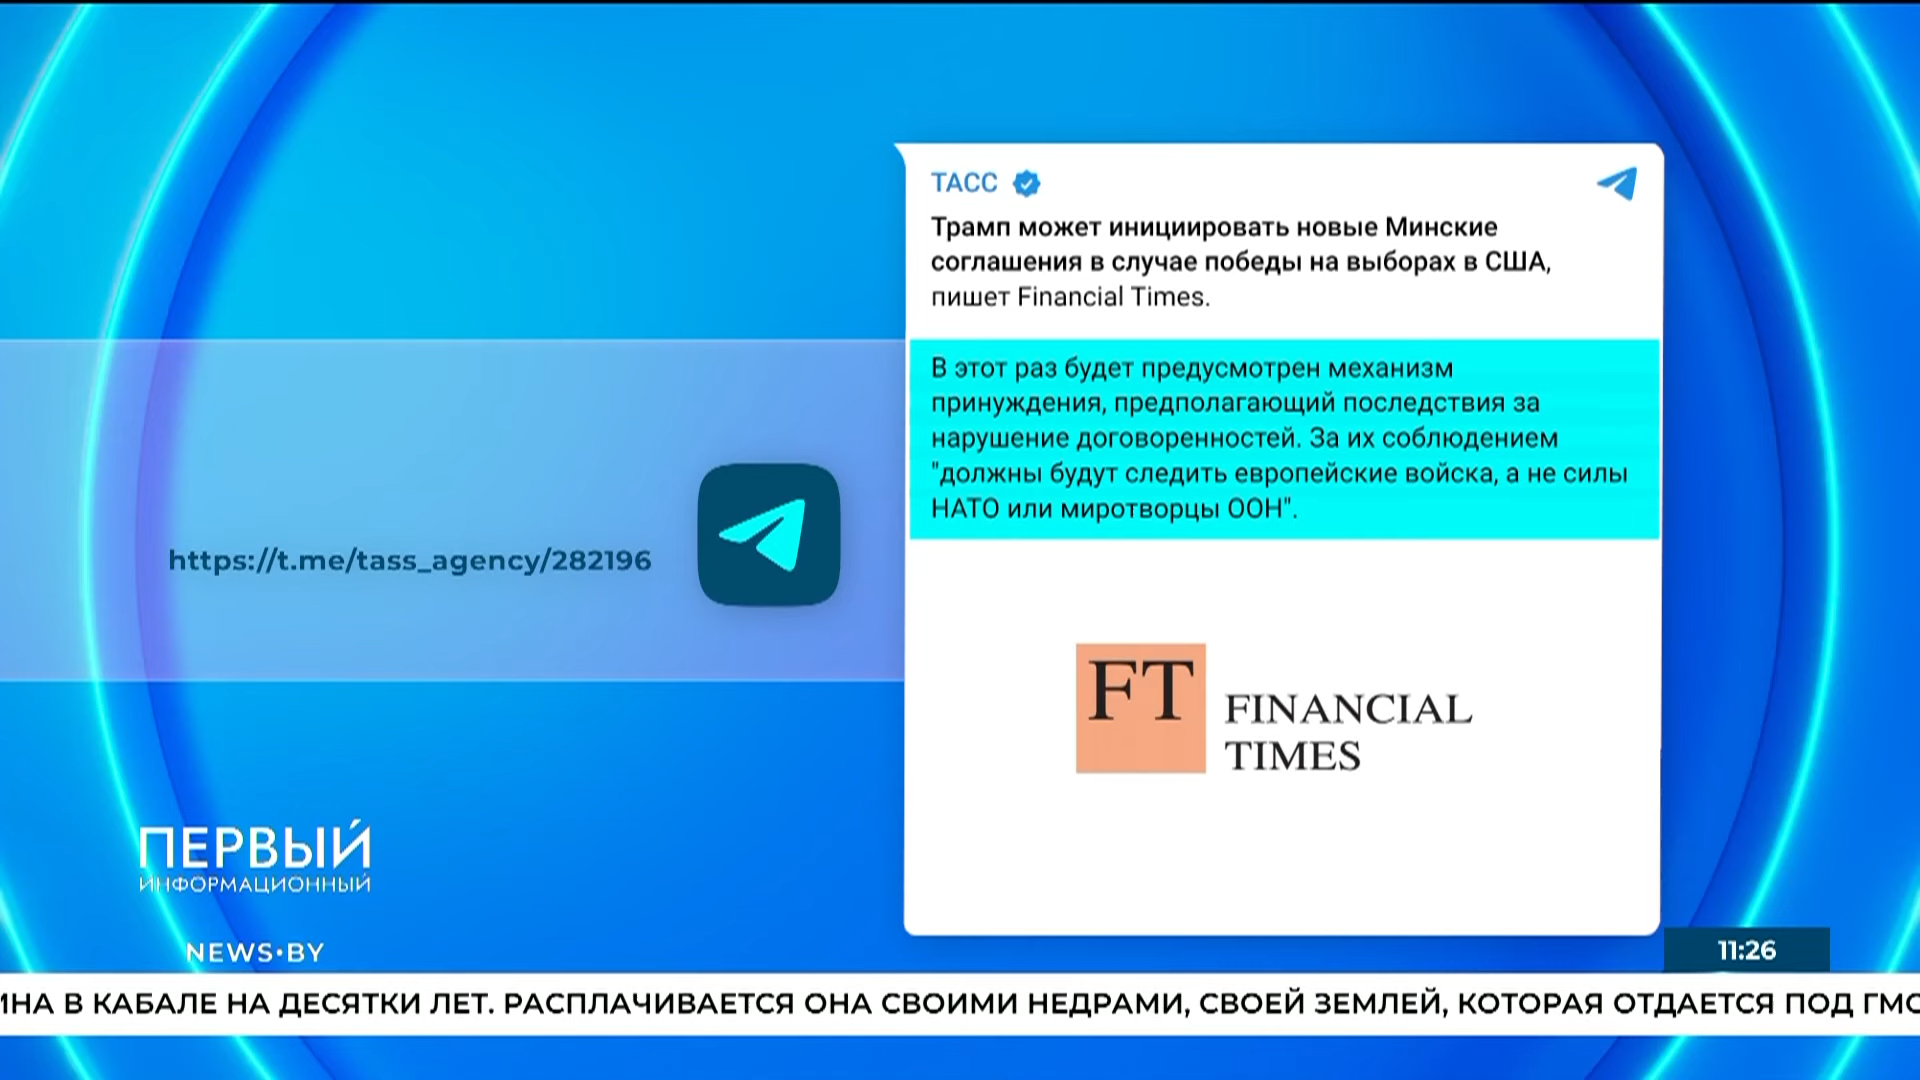 ТАСС
Трамп может инициировать новые Минские
соглашения в случае победы на выборах в США,
пишет Financial Times.
В этот раз будет предусмотрен механизм
принуждения, предполагающий последствия за
нарушение договоренностей. За их соблюдением
"должны будут следить европейские войска, а не силы
НАТО или миротворцы ООН".
https://t.me/tass_agency/282196
FT
FINANCIAL
TIMES
ПЕРВЫЙ
ИНФОРМАЦИОННЫЙ
NEWS•BY
11:26
В КАБАЛЕ НА ДЕСЯТКИ ЛЕТ. РАСПЛАЧИВАЕТСЯ ОНА СВОИМИ НЕДРАМИ, СВОЕЙ ЗЕМЛЕЙ, КОТОРАЯ ОТДАЕТСЯ ПОД